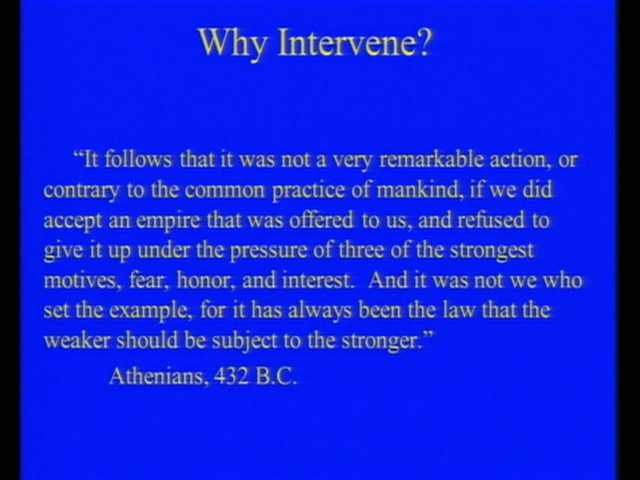 Why Intervene?
“It follows that it was not a very remarkable action, or
contrary to the common practice of mankind, if we did
accept an empire that was offered to us, and refused to
give it up under the pressure of three of the strongest
motives, fear, honor, and interest.  And it was not we who
set the example, for it has always been the law that the
weaker should be subject to the stronger.”
Athenians, 432 B.C.